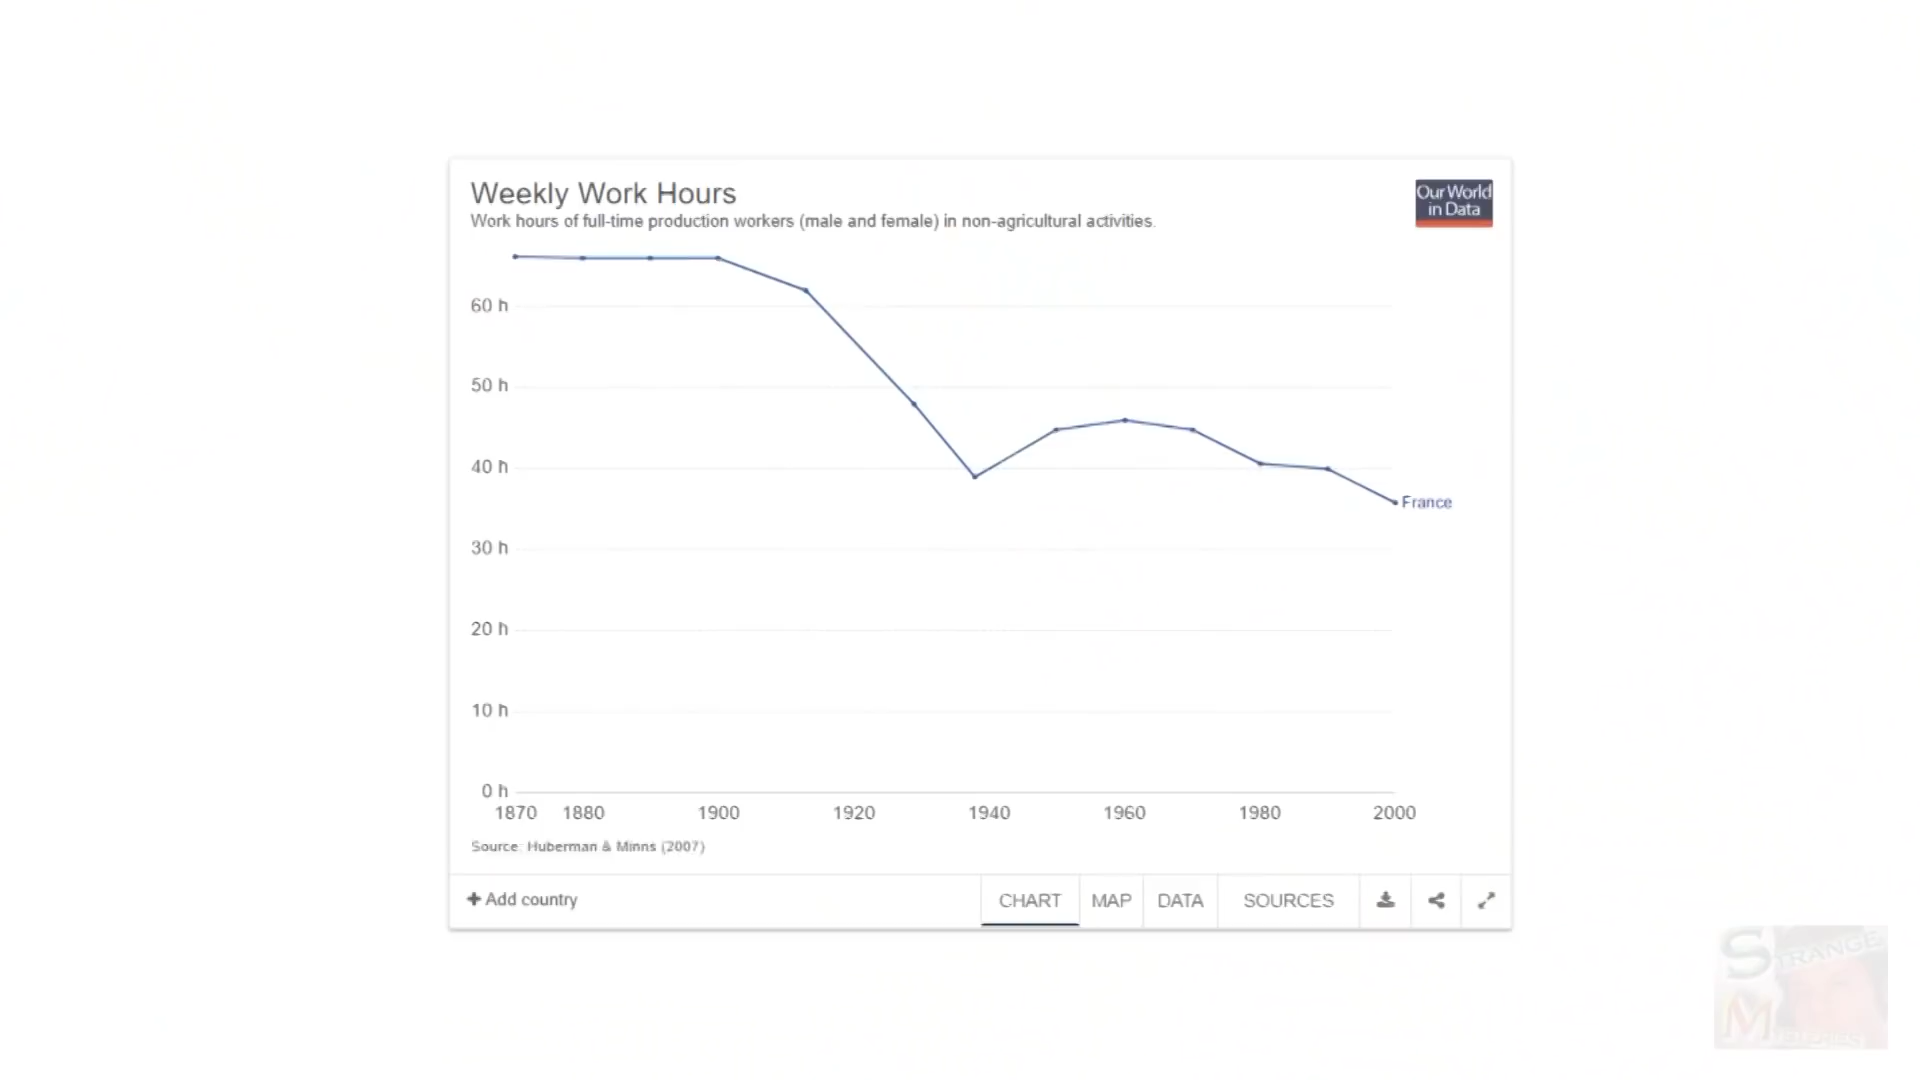 Weekly Work Hours
Work hours of full-time production workers (male and female) in non-agricultural activities.
Our World
in Data
60 h
50 h
40 h
France
30 h
20 h
10 h
0 h
1870 1880 1900 1920 1940 1960 1980 2000
Source: Huberman & Minns (2007)
+ Add country
CHART MAP DATA SOURCES
STRANGE
MYSTERIES